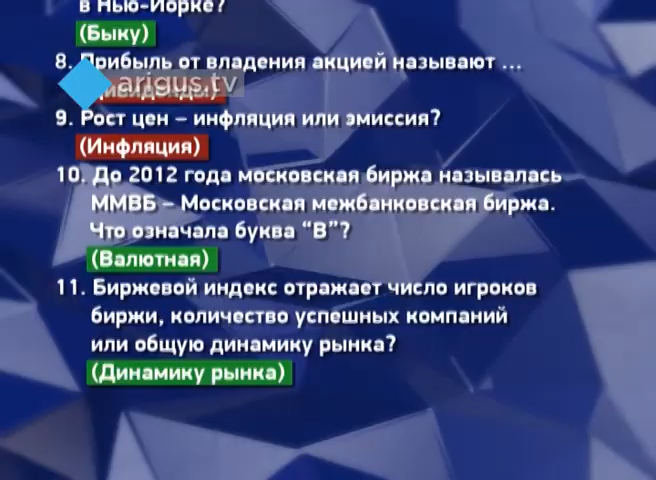 в Нью-Йорке?
(Быку)
8. Прибыль от владения акцией называют ...
arigus.tv
(Дивиденды)
9. Рост цен – инфляция или эмиссия?
(Инфляция)
10. До 2012 года московская биржа называлась
ММВБ – Московская межбанковская биржа.
Что означала буква “В”?
(Валютная)
11. Биржевой индекс отражает число игроков
биржи, количество успешных компаний
или общую динамику рынка?
(Динамику рынка)